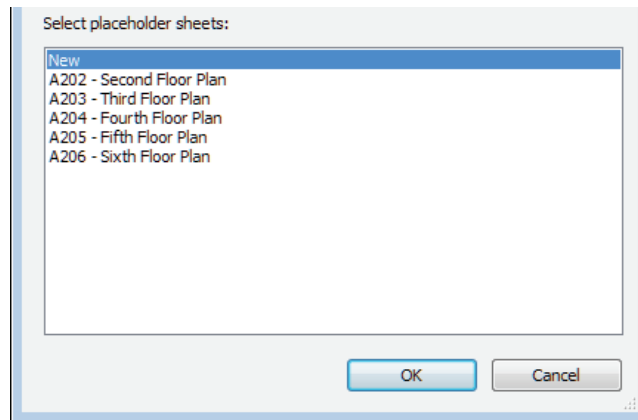 Select placeholder sheets:
New
A202 - Second Floor Plan
A203 - Third Floor Plan
A204 - Fourth Floor Plan
A205 - Fifth Floor Plan
A206 - Sixth Floor Plan
OK Cancel